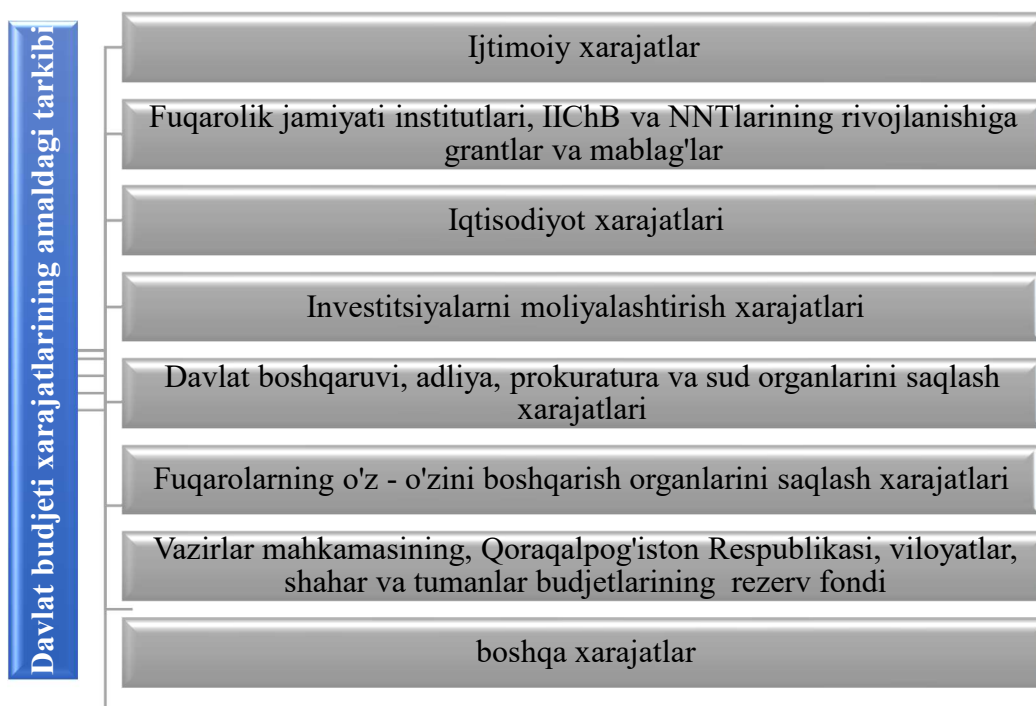 Davlat budjeti xarajatlarining amaldagi tarkibi
Ijtimoiy xarajatlar
Fuqarolik jamiyati institutlari, IIChB va NNTlarining rivojlanishiga
grantlar va mablag'lar
Iqtisodiyot xarajatlari
Investitsiyalarni moliyalashtirish xarajatlari
Davlat boshqaruvi, adliya, prokuratura va sud organlarini saqlash
xarajatlari
Fuqarolarning o'z - o'zini boshqarish organlarini saqlash xarajatlari
Vazirlar mahkamasining, Qoraqalpog'iston Respublikasi, viloyatlar,
shahar va tumanlar budjetlarining rezerv fondi
boshqa xarajatlar